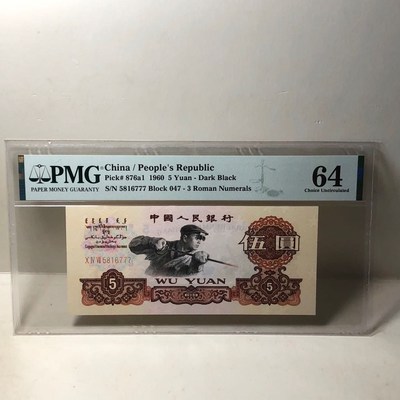 PMG
PAPER MONEY GUARANTY
China / People's Republic
Pick# 876a1 1960 5 Yuan - Dark Black
S/N 5816777 Block 047 - 3 Roman Numerals
64
Choice Uncirculated
中國人民銀行
伍圓
5816777
WU YUAN
5
5